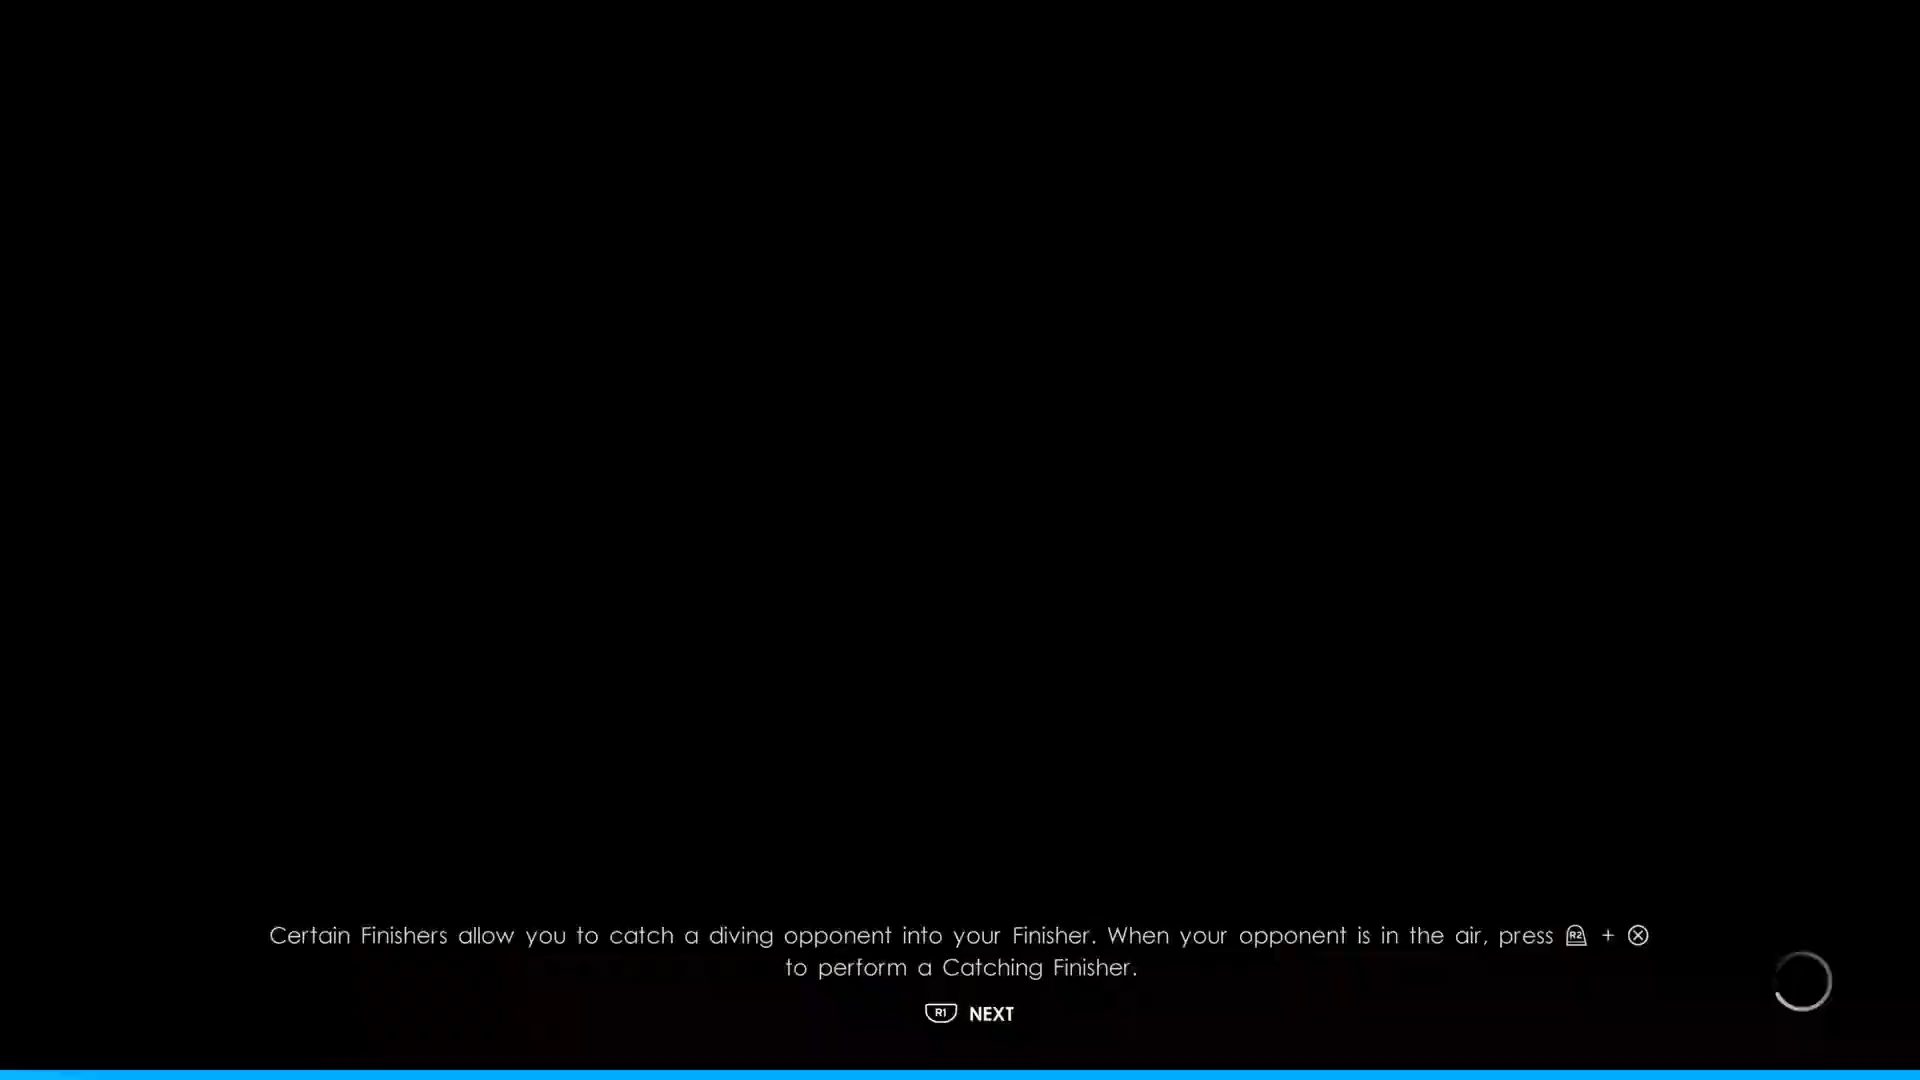 Certain Finishers allow you to catch a diving opponent into your Finisher. When your opponent is in the air, press R2 + ⓧ
to perform a Catching Finisher.
R1 NEXT